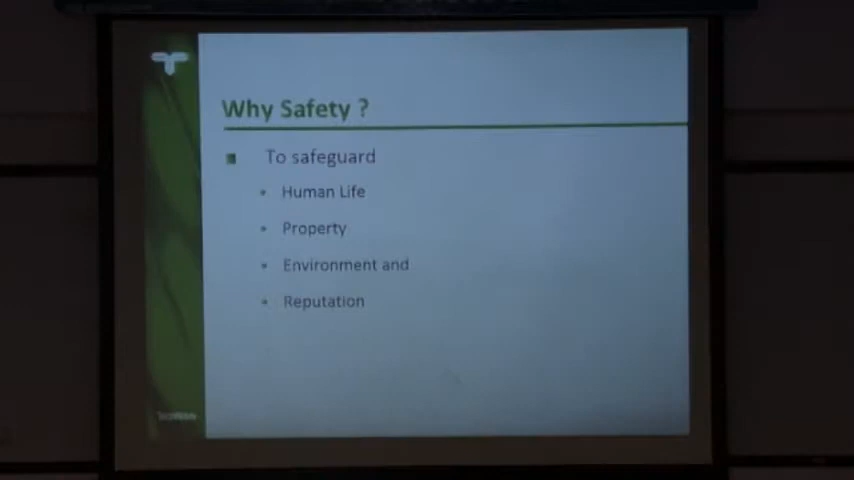 Why Safety ?
To safeguard
Human Life
Property
Environment and
Reputation